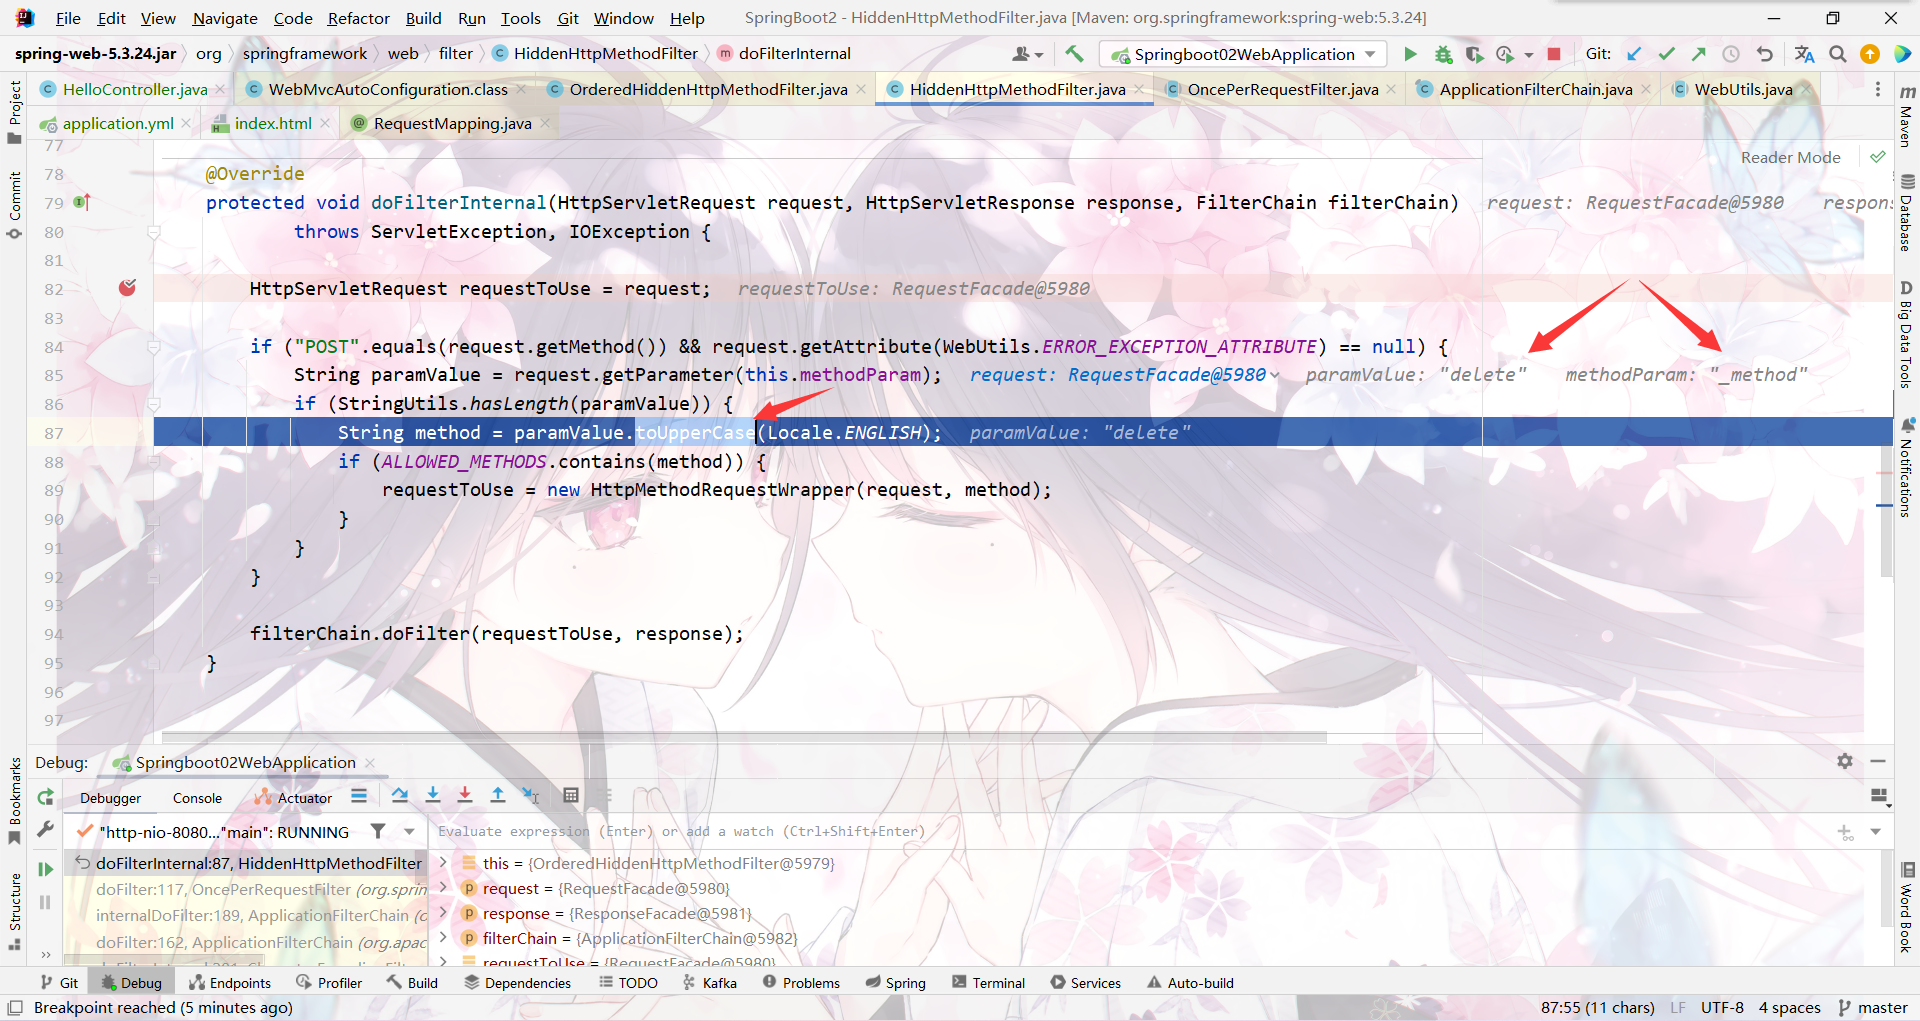 File Edit View Navigate Code Refactor Build Run Tools Git Window Help SpringBoot2 - HiddenHttpMethodFilter.java [Maven: org.springframework:spring-web:5.3.24]
spring-web-5.3.24.jar org springframework web filter HiddenHttpMethodFilter doFilterInternal Springboot02WebApplication Git:
HelloController.java WebMvcAutoConfiguration.class OrderedHiddenHttpMethodFilter.java HiddenHttpMethodFilter.java OncePerRequestFilter.java ApplicationFilterChain.java WebUtils.java
application.yml index.html RequestMapping.java
Project
Commit
Bookmarks
Structure
Maven
Database
Big Data Tools
Notifications
Word Book
Reader Mode
77
78 @Override
79 protected void doFilterInternal(HttpServletRequest request, HttpServletResponse response, FilterChain filterChain) request: RequestFacade@5980 respons
80 throws ServletException, IOException {
81
82 HttpServletRequest requestToUse = request; requestToUse: RequestFacade@5980
83
84 if ("POST".equals(request.getMethod()) && request.getAttribute(WebUtils.ERROR_EXCEPTION_ATTRIBUTE) == null) {
85 String paramValue = request.getParameter(this.methodParam); request: RequestFacade@5980 paramValue: "delete" methodParam: "_method"
86 if (StringUtils.hasLength(paramValue)) {
87 String method = paramValue.toUpperCase(Locale.ENGLISH); paramValue: "delete"
88 if (ALLOWED_METHODS.contains(method)) {
89 requestToUse = new HttpMethodRequestWrapper(request, method);
90 }
91 }
92 }
93
94 filterChain.doFilter(requestToUse, response);
95 }
96
97
Debug: Springboot02WebApplication
Debugger Console Actuator
"http-nio-8080..."main": RUNNING
Evaluate expression (Enter) or add a watch (Ctrl+Shift+Enter)
doFilterInternal:87, HiddenHttpMethodFilter
doFilter:117, OncePerRequestFilter (org.sprin
internalDoFilter:189, ApplicationFilterChain (o
doFilter:162, ApplicationFilterChain (org.apac
this = {OrderedHiddenHttpMethodFilter@5979}
request = {RequestFacade@5980}
response = {ResponseFacade@5981}
filterChain = {ApplicationFilterChain@5982}
requestToUse = {RequestFacade@5980}
Git Debug Endpoints Profiler Build Dependencies TODO Kafka Problems Spring Terminal Services Auto-build
Breakpoint reached (5 minutes ago) 87:55 (11 chars) LF UTF-8 4 spaces master